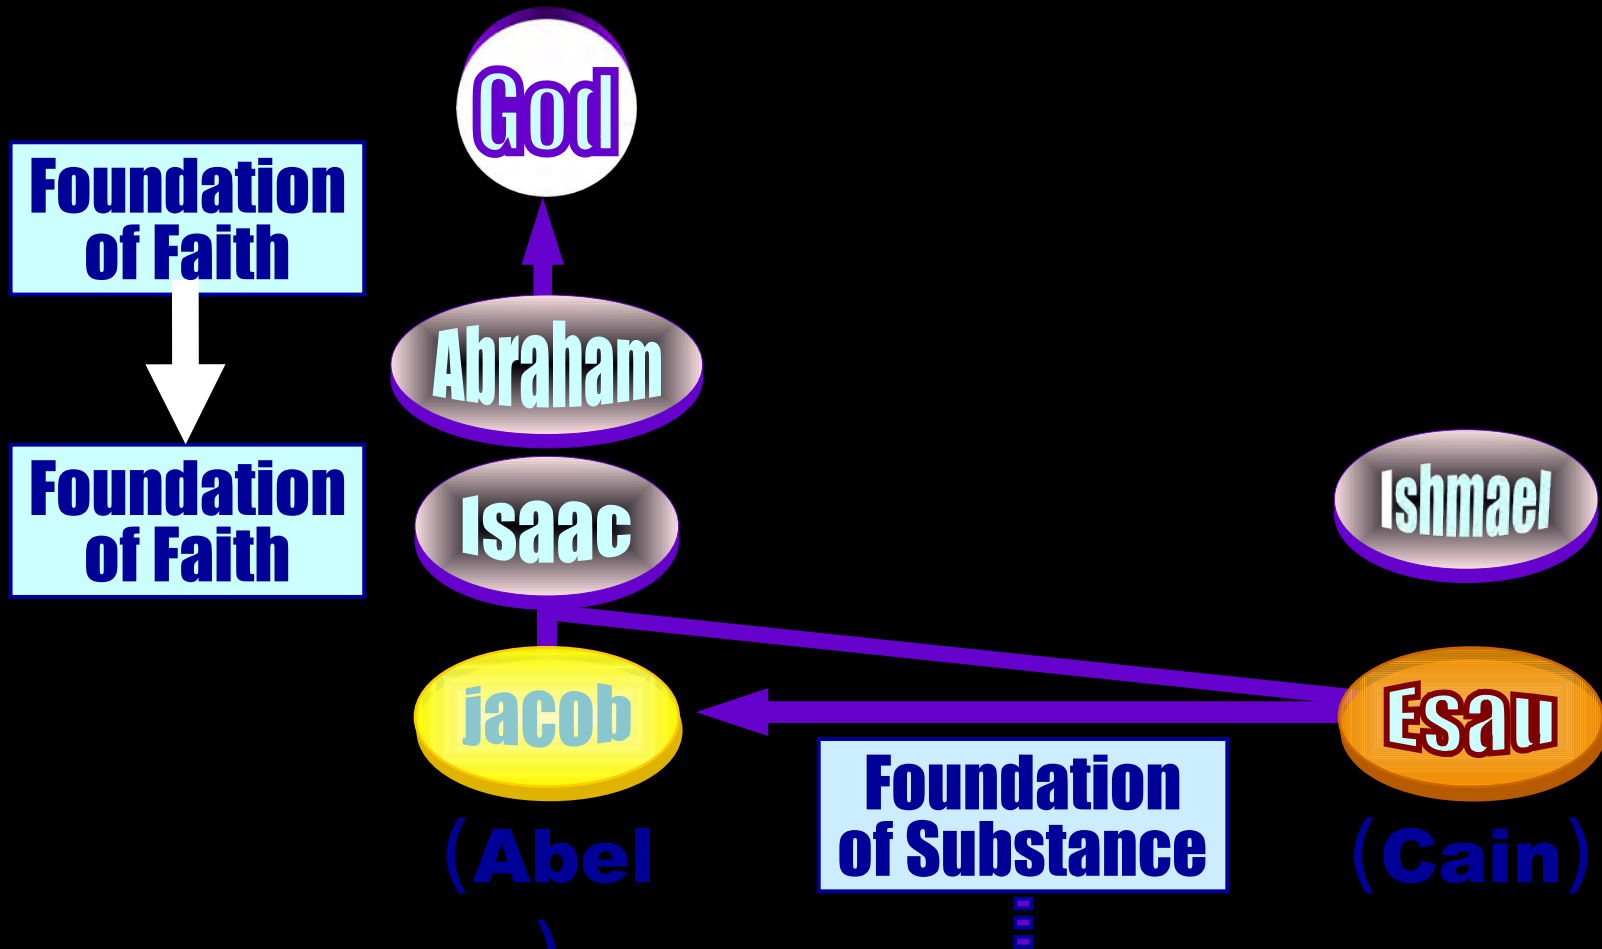 God
Foundation
of Faith
Abraham
Foundation
of Faith
Isaac
Ishmael
jacob
Esau
Foundation
of Substance
(Abel
)
(Cain)